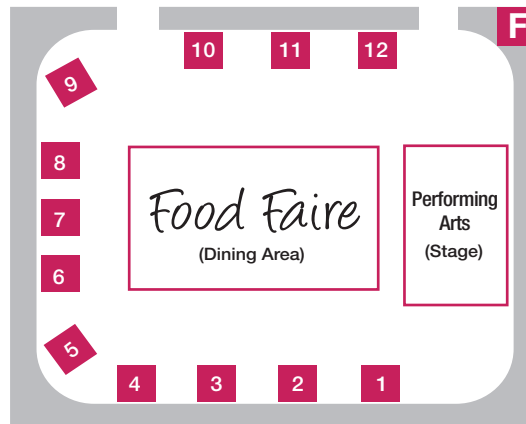 F
10 11 12
9
8
7
6
5
Food Faire
(Dining Area)
Performing
Arts
(Stage)
4 3 2 1